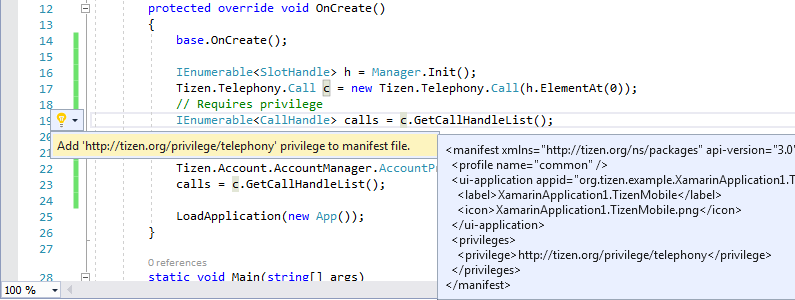 12 protected override void OnCreate()
13 {
14 base.OnCreate();
15
16 IEnumerable<SlotHandle> h = Manager.Init();
17 Tizen.Telephony.Call c = new Tizen.Telephony.Call(h.ElementAt(0));
18 // Requires privilege
19 IEnumerable<CallHandle> calls = c.GetCallHandleList();
Add 'http://tizen.org/privilege/telephony' privilege to manifest file.
22 Tizen.Account.AccountManager.AccountP
23 calls = c.GetCallHandleList();
24
25 LoadApplication(new App());
26 }
27
0 references
28 static void Main(string[] args)
100 %
<manifest xmlns="http://tizen.org/ns/packages" api-version="3.0"
<profile name="common" />
<ui-application appid="org.tizen.example.XamarinApplication1.Ti
<label>XamarinApplication1.TizenMobile</label>
<icon>XamarinApplication1.TizenMobile.png</icon>
</ui-application>
<privileges>
<privilege>http://tizen.org/privilege/telephony</privilege>
</privileges>
</manifest>